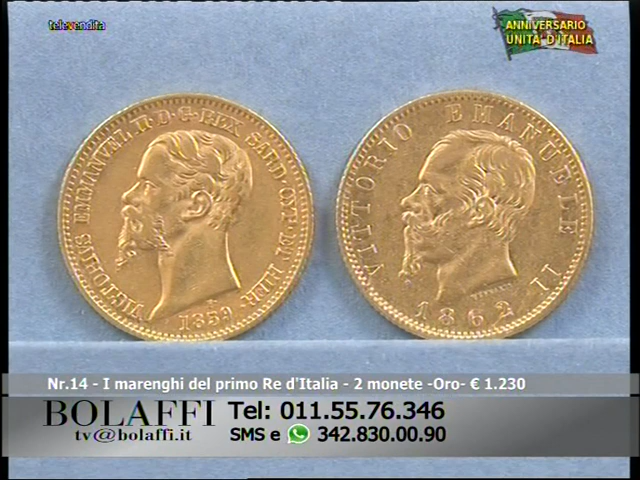 televendita
ANNIVERSARIO
UNITA' D'ITALIA
VICTORIUS EMMANUEL II D.G. REX SARD. CYP. ET HIER.
1859
VITTORIO EMANUELE II
1862
Nr.14 - I marenghi del primo Re d'Italia - 2 monete -Oro- € 1.230
BOLAFFI
tv@bolaffi.it
Tel: 011.55.76.346
SMS e 342.830.00.90